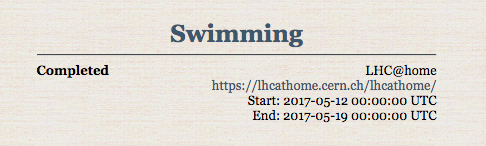 Swimming
Completed LHC@home
https://lhcathome.cern.ch/lhcathome/
Start: 2017-05-12 00:00:00 UTC
End: 2017-05-19 00:00:00 UTC